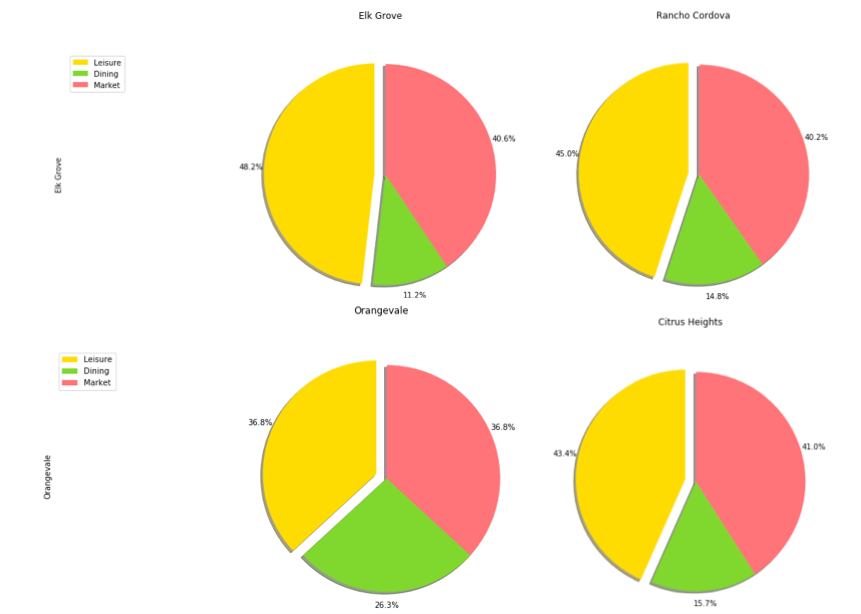 Elk Grove
Rancho Cordova
Leisure
Dining
Market
Elk Grove
48.2%
40.6%
11.2%
45.0%
40.2%
14.8%
Orangevale
Citrus Heights
Leisure
Dining
Market
Orangevale
36.8%
36.8%
26.3%
43.4%
41.0%
15.7%